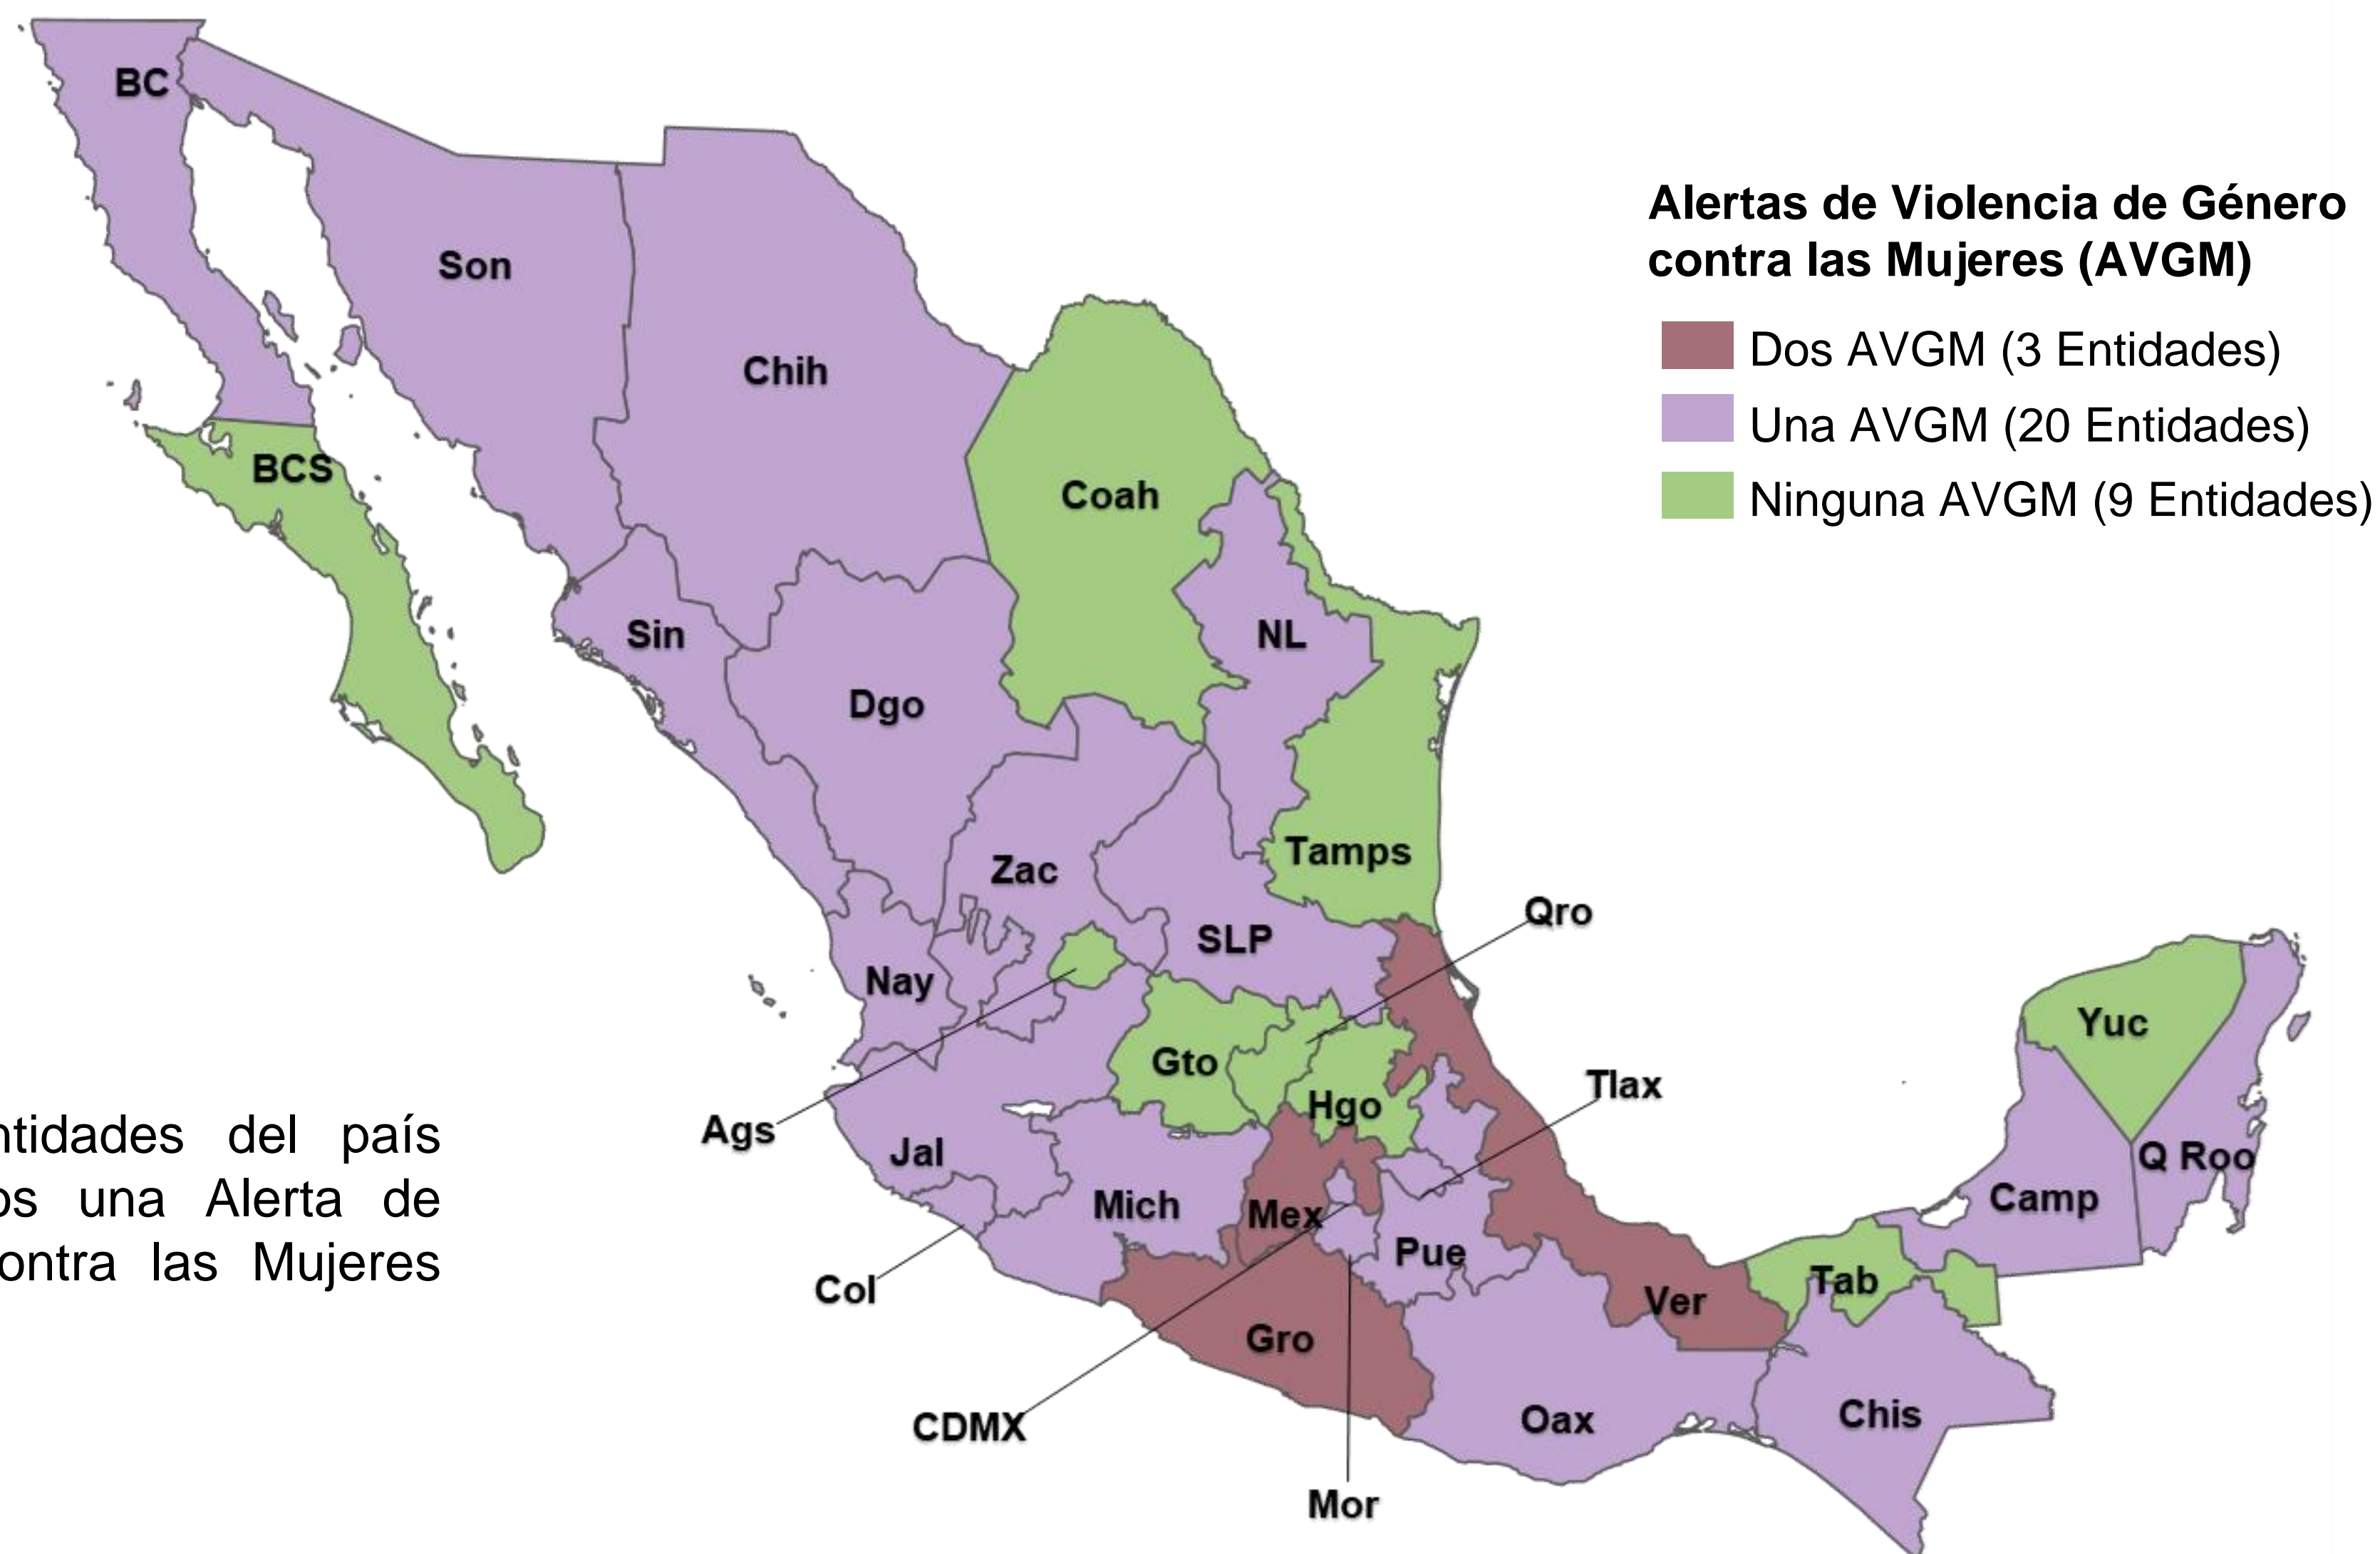 BC
Son
Chih
Coah
BCS
Sin
NL
Dgo
Tamps
Zac
SLP
Qro
Nay
Gto
Hgo
Yuc
Tlax
Ags
Jal
Mich
Mex
Pue
Q Roo
Camp
Col
Gro
Ver
Tab
CDMX
Oax
Chis
Mor
Alertas de Violencia de Género
contra las Mujeres (AVGM)
Dos AVGM (3 Entidades)
Una AVGM (20 Entidades)
Ninguna AVGM (9 Entidades)
del país
una Alerta de
las Mujeres